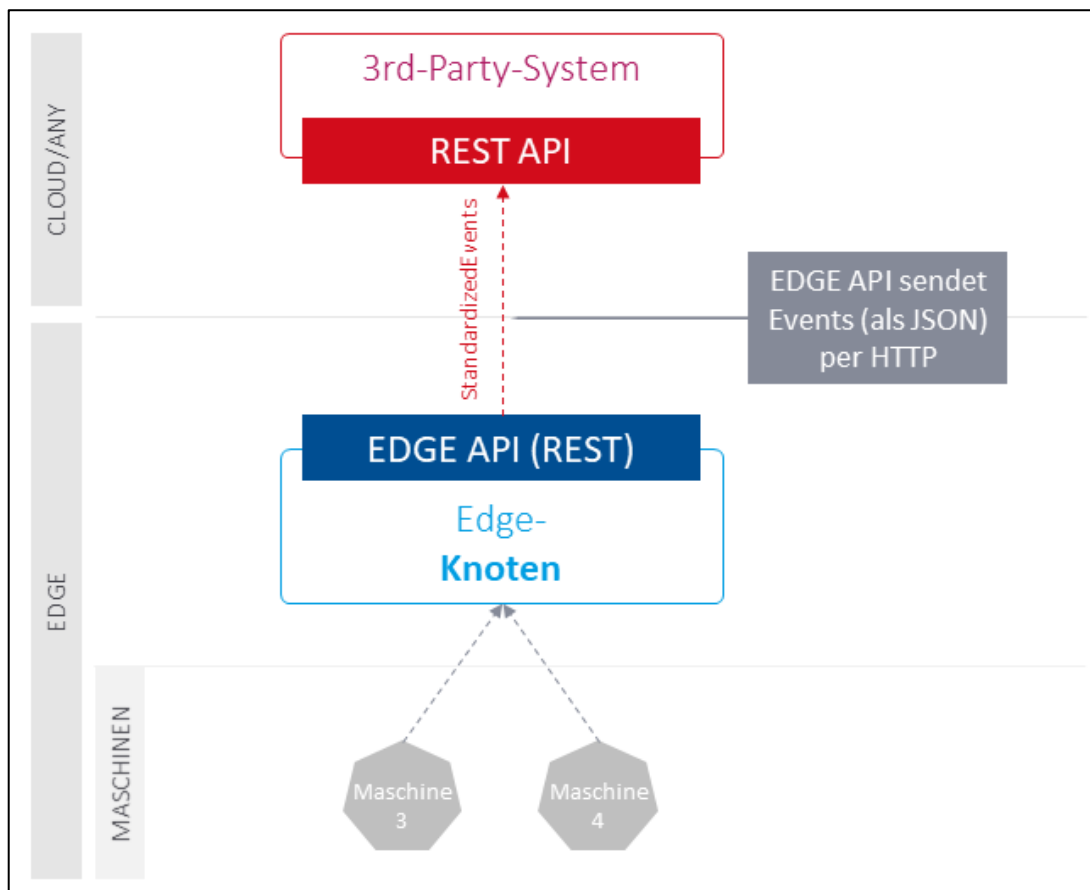 CLOUD/ANY
3rd-Party-System
REST API
StandardizedEvents
EDGE API sendet
Events (als JSON)
per HTTP
EDGE
EDGE API (REST)
Edge-
Knoten
MASCHINEN
Maschine
3
Maschine
4